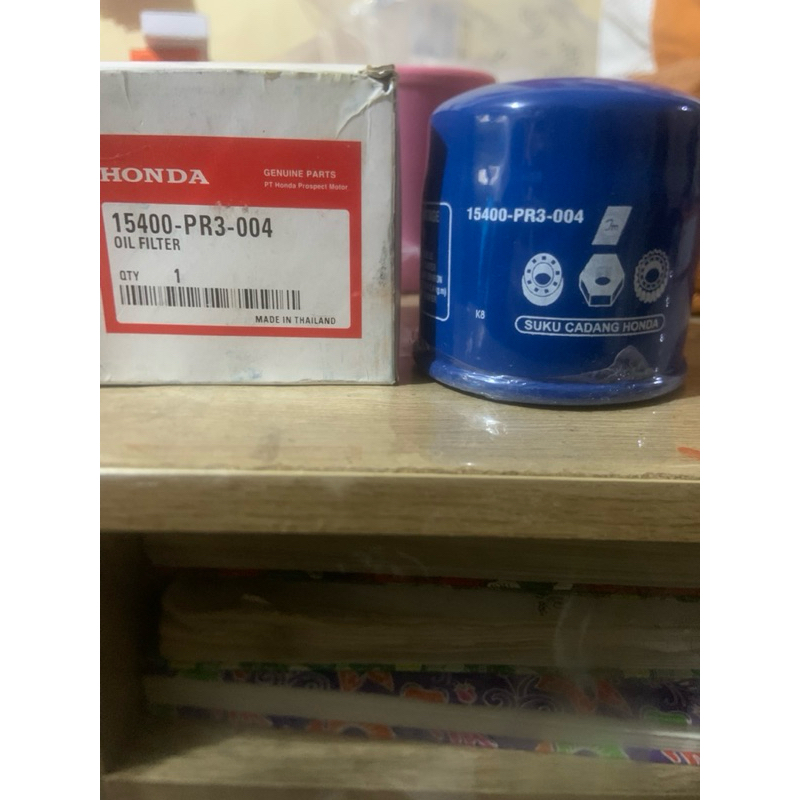 HONDA
GENUINE PARTS
PT Honda Prospect Motor
15400-PR3-004
OIL FILTER
QTY 1
MADE IN THAILAND
15400-PR3-004
K8
SUKU CADANG HONDA